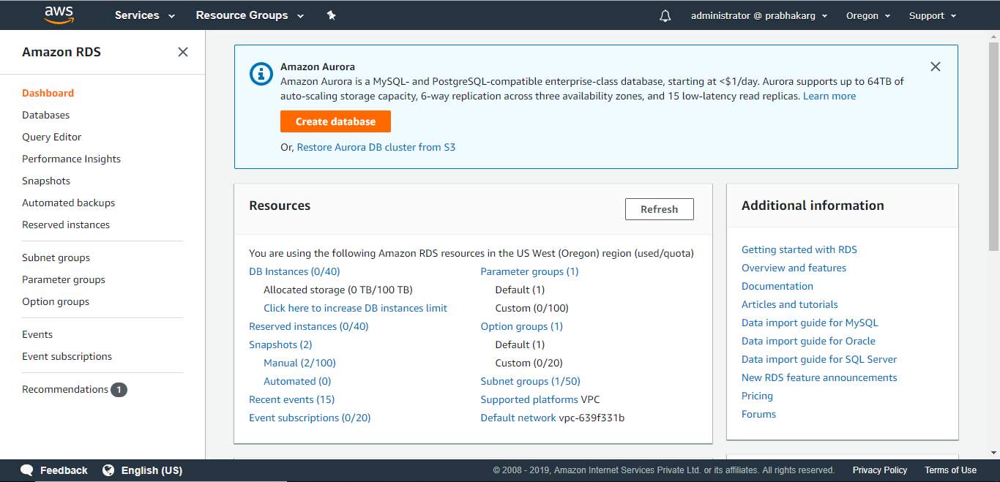 aws
Services
Resource Groups
administrator @ prabhakarg
Oregon
Support
Amazon RDS
Dashboard
Databases
Query Editor
Performance Insights
Snapshots
Automated backups
Reserved instances
Subnet groups
Parameter groups
Option groups
Events
Event subscriptions
Recommendations 1
Amazon Aurora
Amazon Aurora is a MySQL- and PostgreSQL-compatible enterprise-class database, starting at <$1/day. Aurora supports up to 64TB of
auto-scaling storage capacity, 6-way replication across three availability zones, and 15 low-latency read replicas. Learn more
Create database
Or, Restore Aurora DB cluster from S3
Resources
Refresh
You are using the following Amazon RDS resources in the US West (Oregon) region (used/quota)
DB Instances (0/40)
Allocated storage (0 TB/100 TB)
Click here to increase DB instances limit
Reserved instances (0/40)
Snapshots (2)
Manual (2/100)
Automated (0)
Recent events (15)
Event subscriptions (0/20)
Parameter groups (1)
Default (1)
Custom (0/100)
Option groups (1)
Default (1)
Custom (0/20)
Subnet groups (1/50)
Supported platforms VPC
Default network vpc-639f331b
Additional information
Getting started with RDS
Overview and features
Documentation
Articles and tutorials
Data import guide for MySQL
Data import guide for Oracle
Data import guide for SQL Server
New RDS feature announcements
Pricing
Forums
Feedback
English (US)
© 2008 - 2019, Amazon Internet Services Private Ltd. or its affiliates. All rights reserved.
Privacy Policy
Terms of Use